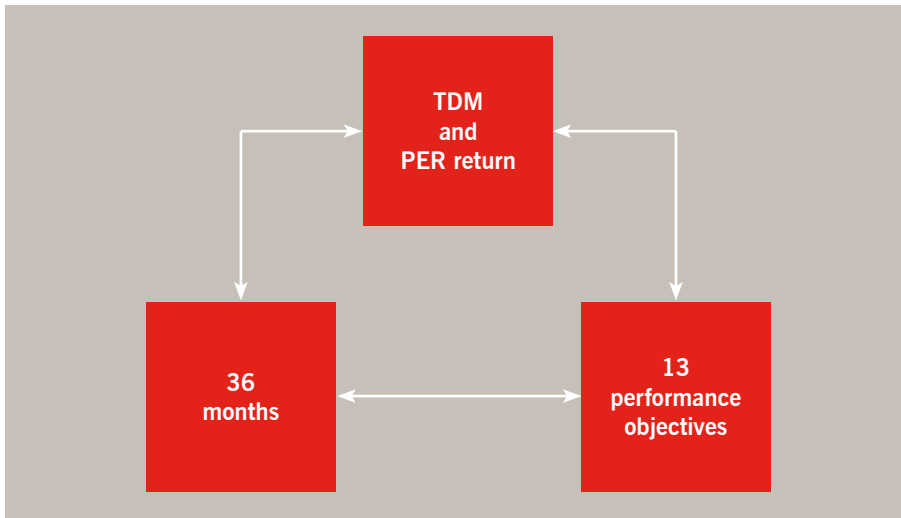 TDM
and
PER return
36
months
13
performance
objectives